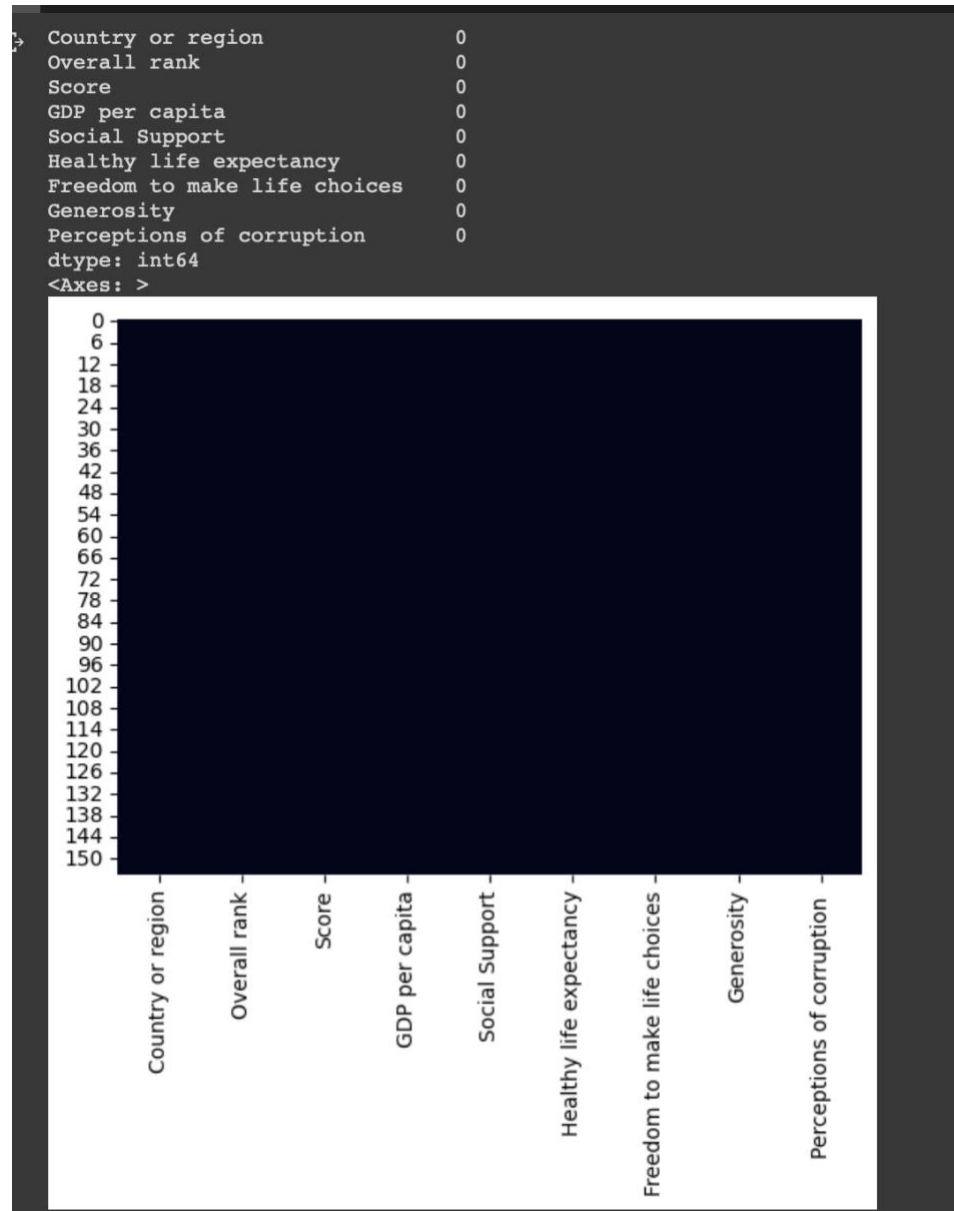 Country or region 0
Overall rank 0
Score 0
GDP per capita 0
Social Support 0
Healthy life expectancy 0
Freedom to make life choices 0
Generosity 0
Perceptions of corruption 0
dtype: int64
<Axes: >
0
6
12
18
24
30
36
42
48
54
60
66
72
78
84
90
96
102
108
114
120
126
132
138
144
150
Country or region
Overall rank
Score
GDP per capita
Social Support
Healthy life expectancy
Freedom to make life choices
Generosity
Perceptions of corruption